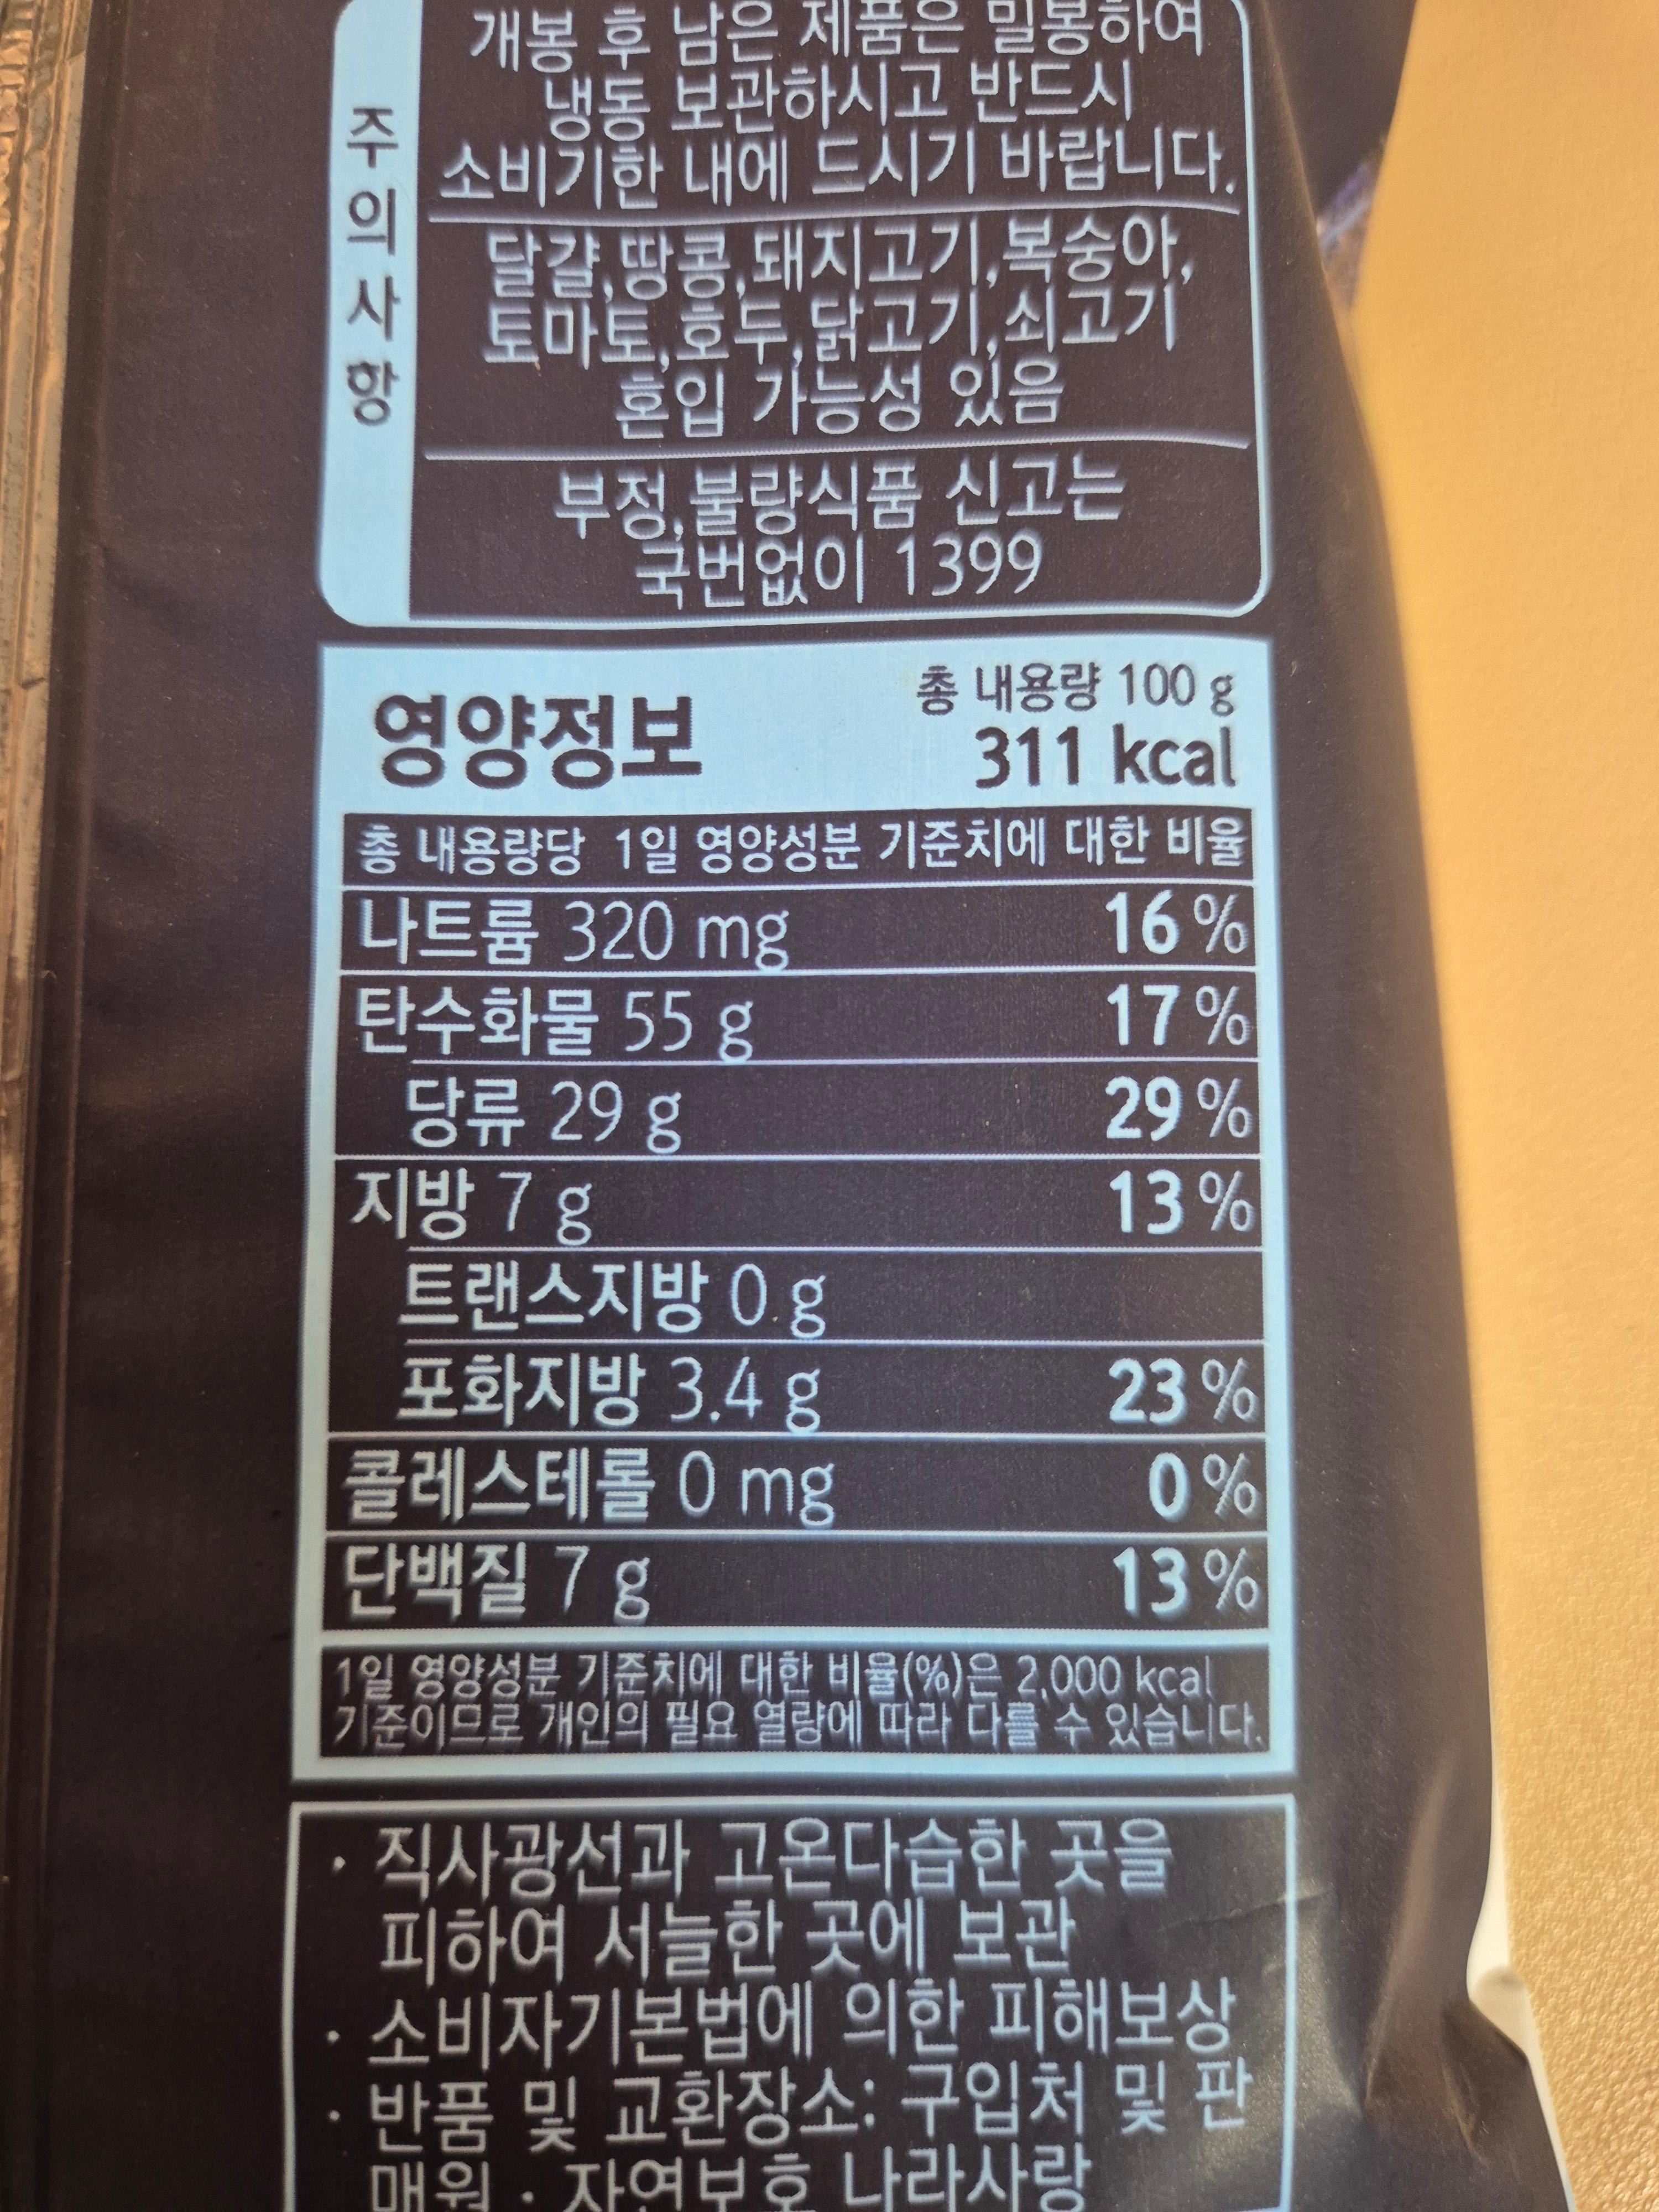 개봉 후 남은 제품은 밀봉하여
냉동 보관하시고 반드시
소비기한 내에 드시기 바랍니다.
주의사항
달걀,땅콩,돼지고기,복숭아,
토마토,호두,닭고기,쇠고기
혼입 가능성 있음
부정,불량식품 신고는
국번없이 1399
영양정보
총 내용량 100 g
311 kcal
총 내용량당 1일 영양성분 기준치에 대한 비율
나트륨 320 mg 16 %
탄수화물 55 g 17 %
당류 29 g 29 %
지방 7 g 13 %
트랜스지방 0 g
포화지방 3.4 g 23 %
콜레스테롤 0 mg 0 %
단백질 7 g 13 %
1일 영양성분 기준치에 대한 비율(%)은 2,000 kcal
기준이므로 개인의 필요 열량에 따라 다를 수 있습니다.
· 직사광선과 고온다습한 곳을
피하여 서늘한 곳에 보관
· 소비자기본법에 의한 피해보상
· 반품 및 교환장소: 구입처 및 판
매원 · 자연보호 나라사랑